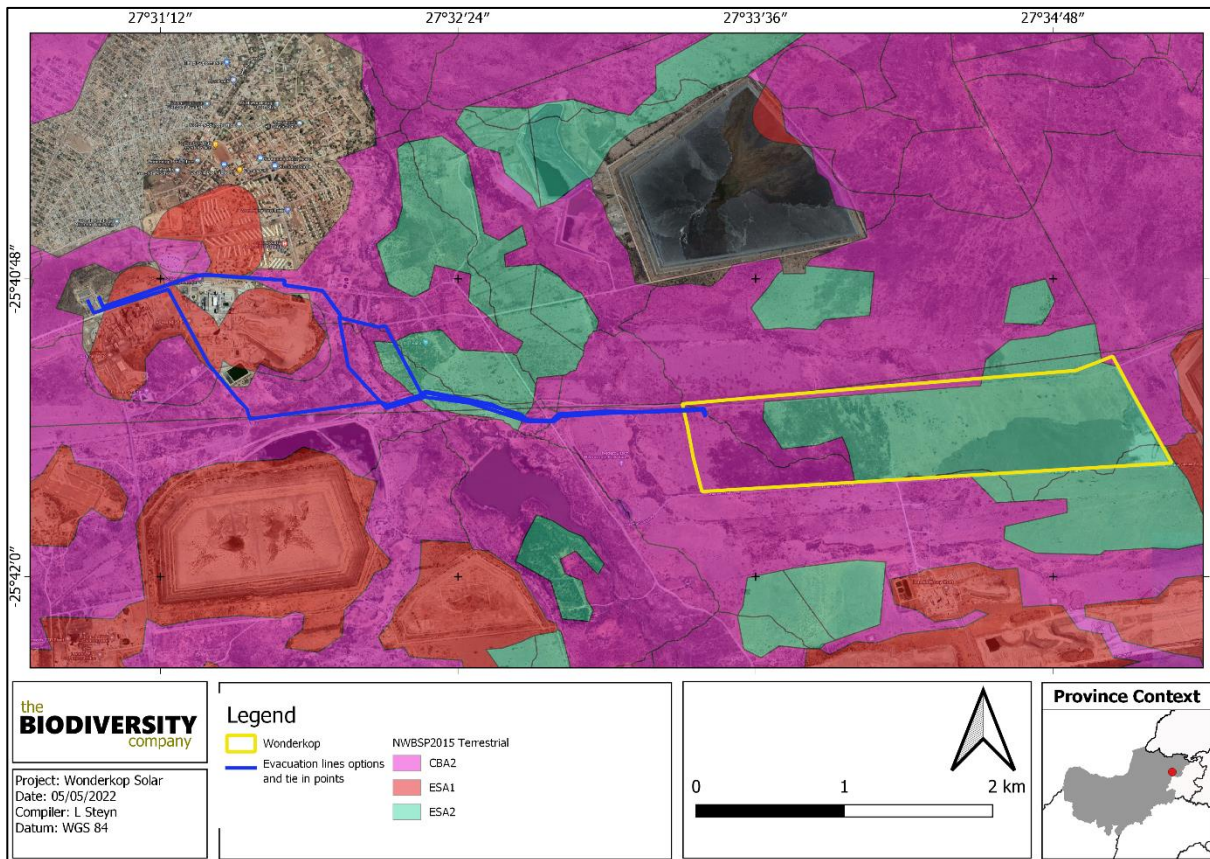 27°31′12″ 27°32′24″ 27°33′36″ 27°34′48″
-25°40′48″
-25°42′0″
the
BIODIVERSITY
company
Project: Wonderkop Solar
Date: 05/05/2022
Compiler: L Steyn
Datum: WGS 84
Legend
Wonderkop
Evacuation lines options
and tie in points
NWBSP2015 Terrestrial
CBA2
ESA1
ESA2
0 1 2 km
Province Context